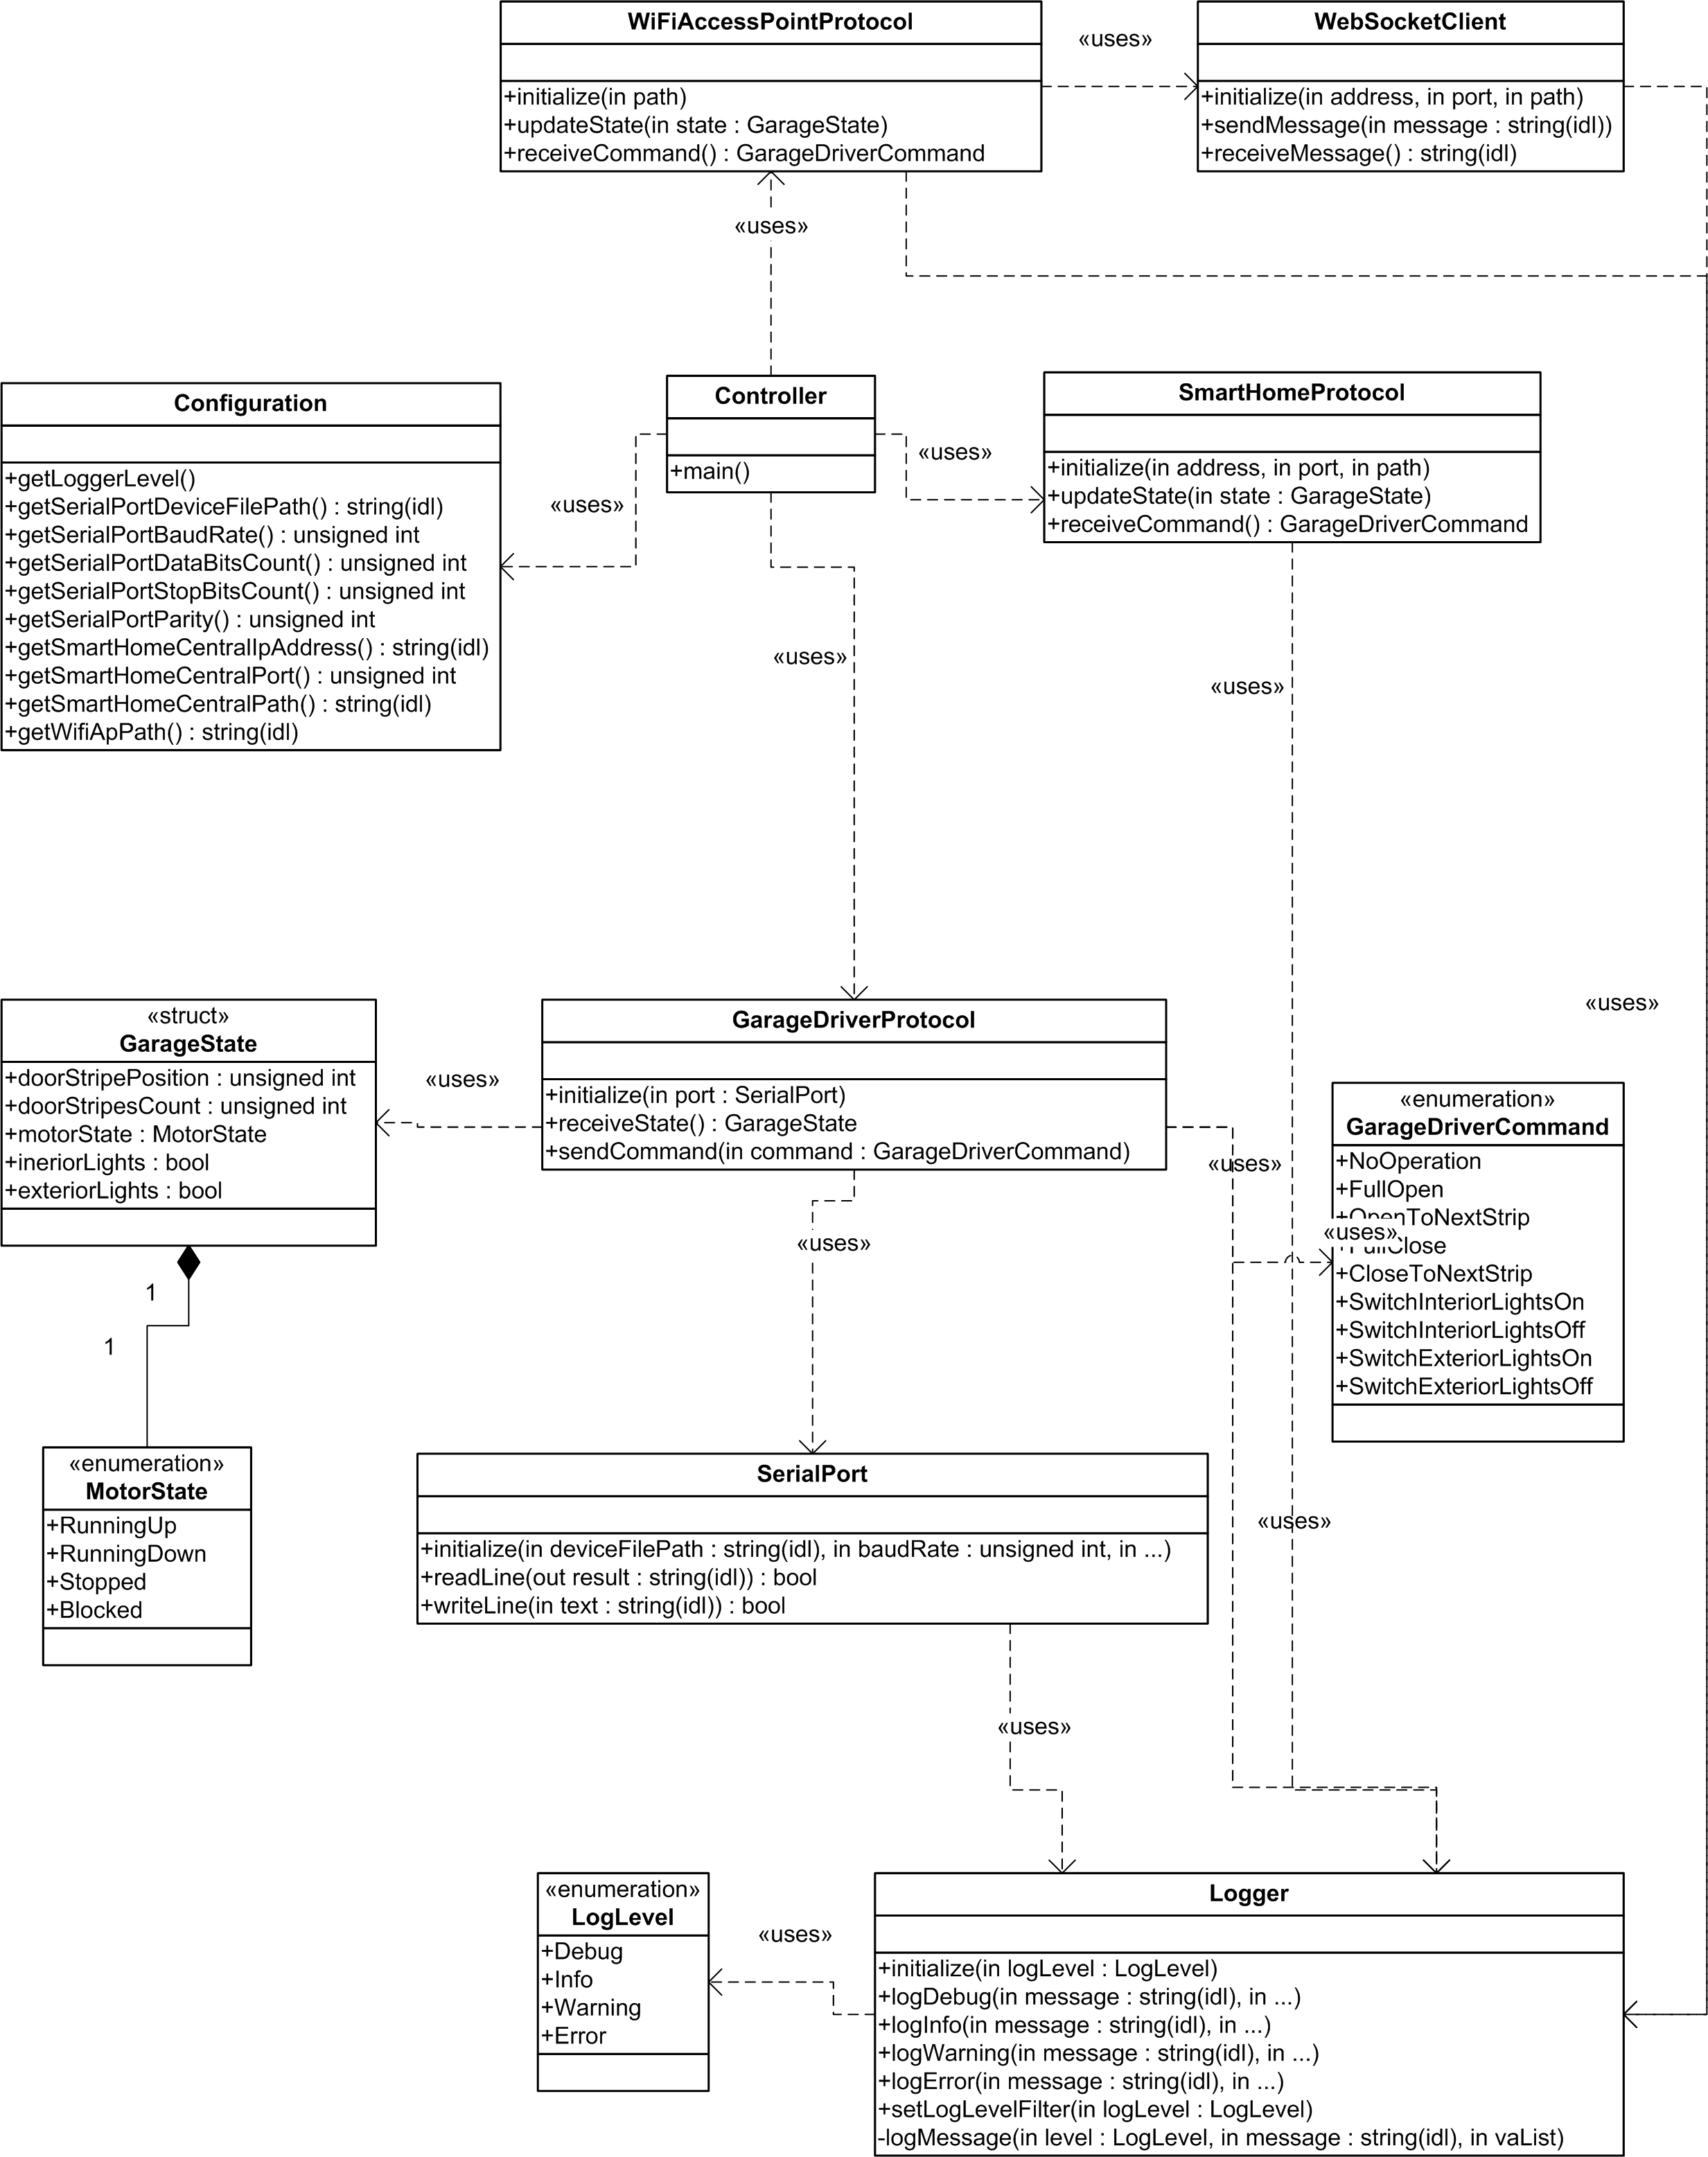 WiFiAccessPointProtocol
+initialize(in path)
+updateState(in state : GarageState)
+receiveCommand() : GarageDriverCommand
«uses»
WebSocketClient
+initialize(in address, in port, in path)
+sendMessage(in message : string(idl))
+receiveMessage() : string(idl)
«uses»
Configuration
+getLoggerLevel()
+getSerialPortDeviceFilePath() : string(idl)
+getSerialPortBaudRate() : unsigned int
+getSerialPortDataBitsCount() : unsigned int
+getSerialPortStopBitsCount() : unsigned int
+getSerialPortParity() : unsigned int
+getSmartHomeCentralIpAddress() : string(idl)
+getSmartHomeCentralPort() : unsigned int
+getSmartHomeCentralPath() : string(idl)
+getWifiApPath() : string(idl)
«uses»
Controller
+main()
«uses»
SmartHomeProtocol
+initialize(in address, in port, in path)
+updateState(in state : GarageState)
+receiveCommand() : GarageDriverCommand
«uses»
«uses»
«uses»
«struct»
GarageState
+doorStripePosition : unsigned int
+doorStripesCount : unsigned int
+motorState : MotorState
+ineriorLights : bool
+exteriorLights : bool
«uses»
GarageDriverProtocol
+initialize(in port : SerialPort)
+receiveState() : GarageState
+sendCommand(in command : GarageDriverCommand)
«uses»
«enumeration»
GarageDriverCommand
+NoOperation
+FullOpen
+OpenToNextStrip
«uses»
+FullClose
+CloseToNextStrip
+SwitchInteriorLightsOn
+SwitchInteriorLightsOff
+SwitchExteriorLightsOn
+SwitchExteriorLightsOff
«uses»
1
1
«enumeration»
MotorState
+RunningUp
+RunningDown
+Stopped
+Blocked
SerialPort
+initialize(in deviceFilePath : string(idl), in baudRate : unsigned int, in ...)
+readLine(out result : string(idl)) : bool
+writeLine(in text : string(idl)) : bool
«uses»
«uses»
«enumeration»
LogLevel
+Debug
+Info
+Warning
+Error
«uses»
Logger
+initialize(in logLevel : LogLevel)
+logDebug(in message : string(idl), in ...)
+logInfo(in message : string(idl), in ...)
+logWarning(in message : string(idl), in ...)
+logError(in message : string(idl), in ...)
+setLogLevelFilter(in logLevel : LogLevel)
-logMessage(in level : LogLevel, in message : string(idl), in vaList)